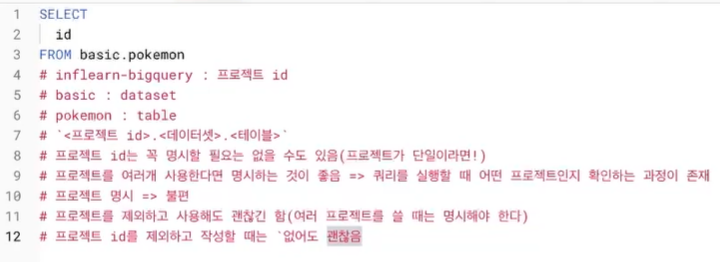 1 SELECT
2 id
3 FROM basic.pokemon
4 # inflearn-bigquery : 프로젝트 id
5 # basic : dataset
6 # pokemon : table
7 # `<프로젝트 id>.<데이터셋>.<테이블>`
8 # 프로젝트 id는 꼭 명시할 필요는 없을 수도 있음(프로젝트가 단일이라면!)
9 # 프로젝트를 여러개 사용한다면 명시하는 것이 좋음 => 쿼리를 실행할 때 어떤 프로젝트인지 확인하는 과정이 존재
10 # 프로젝트 명시 => 불편
11 # 프로젝트를 제외하고 사용해도 괜찮긴 함(여러 프로젝트를 쓸 때는 명시해야 한다)
12 # 프로젝트 id를 제외하고 작성할 때는 `없어도 괜찮음